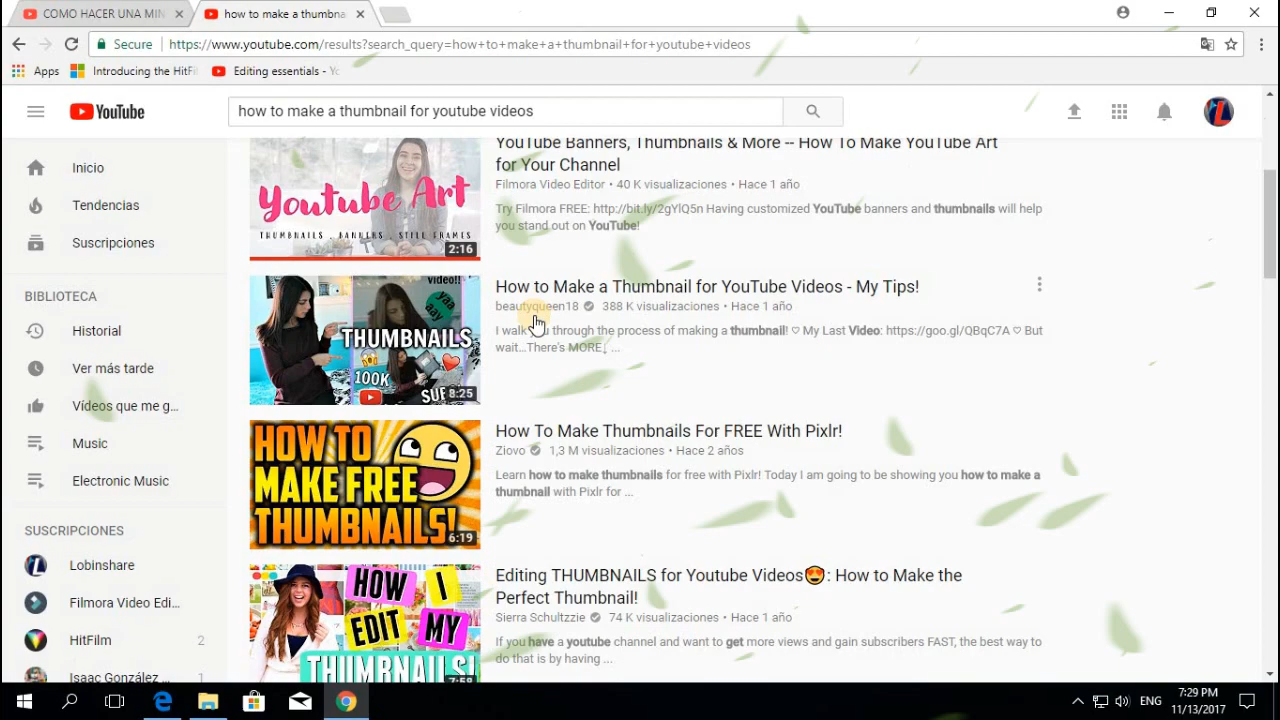 COMO HACER UNA MIN
how to make a thumbna
Secure
https://www.youtube.com/results?search_query=how+to+make+a+thumbnail+for+youtube+videos
Apps
Introducing the HitFi
Editing essentials - Yc
YouTube
how to make a thumbnail for youtube videos
Inicio
Tendencias
Suscripciones
BIBLIOTECA
Historial
Ver más tarde
Vídeos que me g...
Music
Electronic Music
SUSCRIPCIONES
Lobinshare
Filmora Video Edi...
HitFilm
2
Isaac González ...
1
Youtube Art
THUMBNAILS . BANNERS . STILL FRAMES
2:16
YouTube Banners, Thumbnails & More -- How To Make YouTube Art
for Your Channel
Filmora Video Editor • 40 K visualizaciones • Hace 1 año
Try Filmora FREE: http://bit.ly/2gYlQ5n Having customized YouTube banners and thumbnails will help
you stand out on YouTube!
video!!
yaa
aay
THUMBNAILS
100K
SUB
8:25
How to Make a Thumbnail for YouTube Videos - My Tips!
beautyqueen18 388 K visualizaciones • Hace 1 año
I walk you through the process of making a thumbnail! ♡ My Last Video: https://goo.gl/QBqC7A ♡ But
wait...There's MORE↓ ...
HOW TO
MAKE FREE
THUMBNAILS!
6:19
How To Make Thumbnails For FREE With Pixlr!
Ziovo 1,3 M visualizaciones • Hace 2 años
Learn how to make thumbnails for free with Pixlr! Today I am going to be showing you how to make a
thumbnail with Pixlr for ...
HOW I
EDIT MY
THUMBNAILS!
7:58
Editing THUMBNAILS for Youtube Videos😍: How to Make the
Perfect Thumbnail!
Sierra Schultzzie 74 K visualizaciones • Hace 1 año
If you have a youtube channel and want to get more views and gain subscribers FAST, the best way to
do that is by having ...
ENG
7:29 PM
11/13/2017